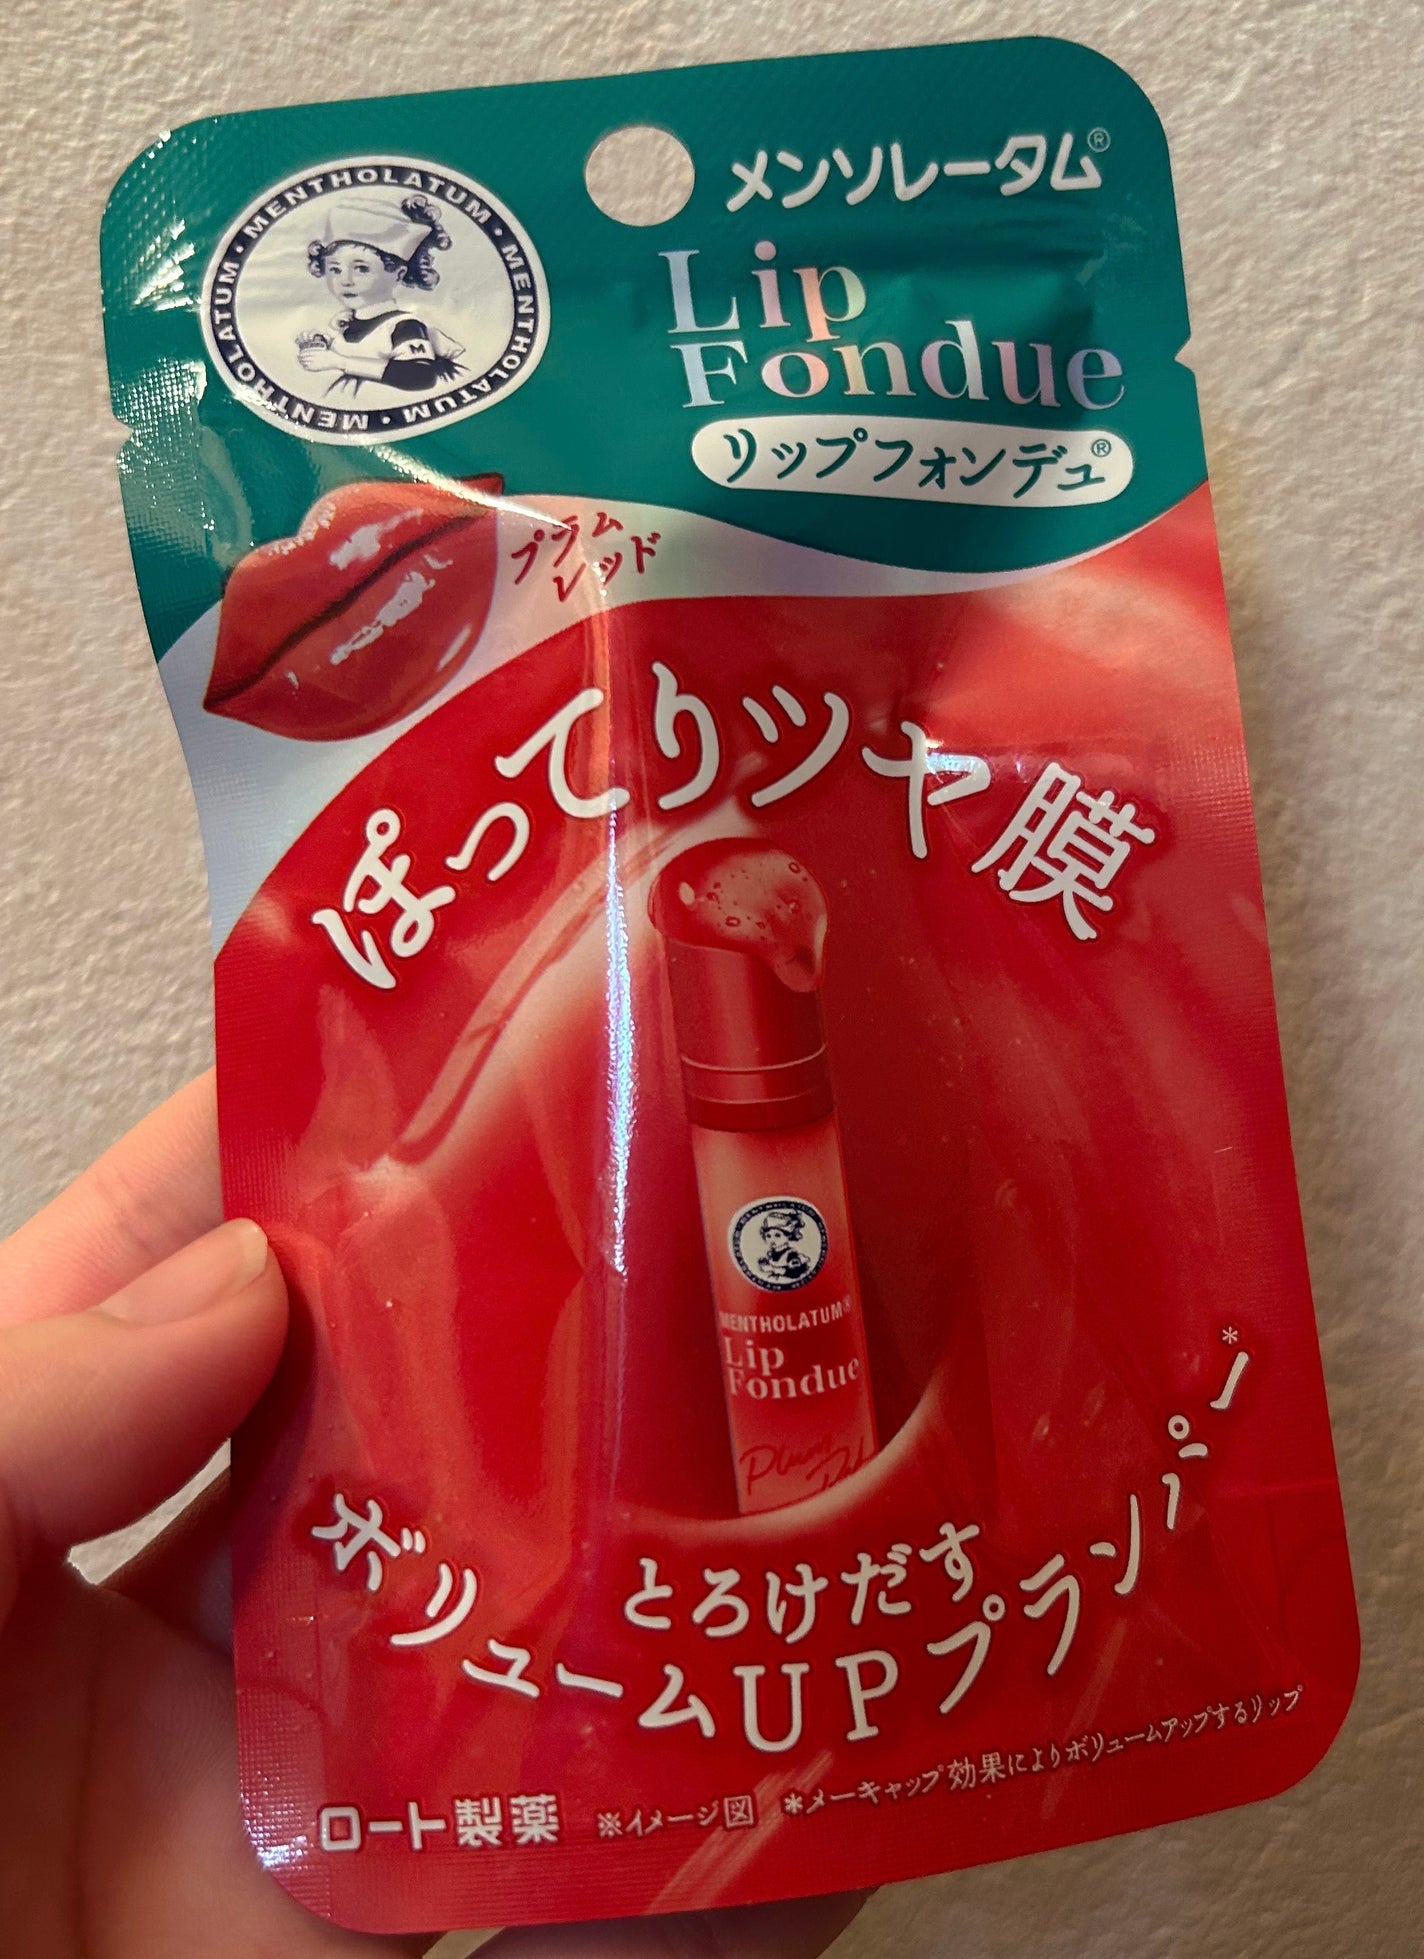 MENTHOLATUM · MENTHOLATUM · MENTHOLATUM · MENTHOLATUM ·
M
メンソレータム®
Lip
Fondue
リップフォンデュ®
プラム
レッド
ぽってりツヤ膜
MENTHOLATUM®
Lip
Fondue
Plum
とろけだす
ボリュームUPプランパー*
*メーキャップ効果によりボリュームアップするリップ
ロート製薬 ※イメージ図